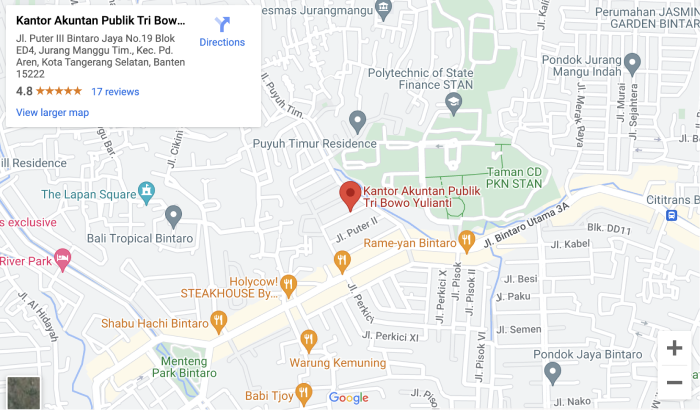 Kantor Akuntan Publik Tri Bow...
Jl. Puter III Bintaro Jaya No.19 Blok
ED4, Jurang Manggu Tim., Kec. Pd.
Aren, Kota Tangerang Selatan, Banten
15222
4.8
17 reviews
View larger map
Directions
esmas Jurangmangu
Perumahan JASMIN
GARDEN BINTAR
Jl. Kali
Polytechnic of State
Finance STAN
Pondok Jurang
Mangu Indah
Jl. Merak Raya
Jl. Murai
Jl. Sejahtera
Jl. Puyuh Tim.
Jl. Cikini
gur Bar.
Puyuh Timur Residence
ill Residence
Taman CD
PKN STAN
The Lapan Square
Kantor Akuntan Publik
Tri.Bowo Yulianti
Cititrans B
s exclusive
Bali Tropical Bintaro
Jl. Puter II
Rame-yan Bintaro
Jl. Bintaro Utama 3A
Blk. DD11
Jl. Kabel
River Park
Holycow!
STEAKHOUSE By...
Jl. Perkici
Jl. Perkici X
Jl. Pisok
Jl. Pisok II
Jl. Besi
Jl. Paku
Jl. Al Hidayah
Shabu Hachi Bintaro
Jl. Perkici XI
Jl. Semen
Jl. Pisok VI
Menteng
Park Bintaro
Warung Kemuning
Pondok Jaya Bintaro
Babi Tjoy
Google